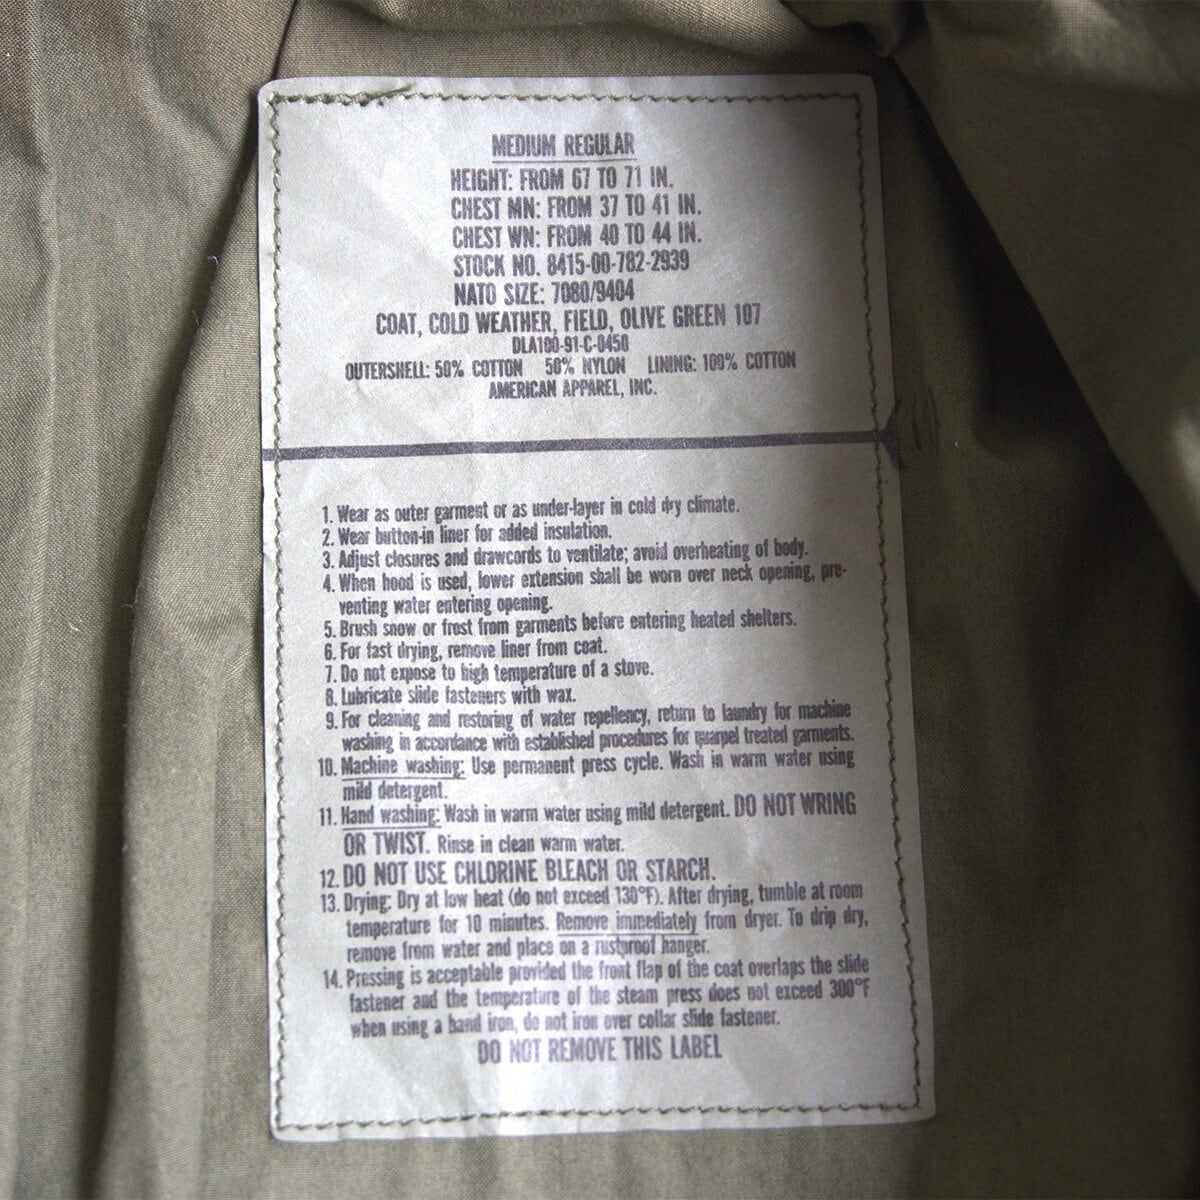 MEDIUM REGULAR
HEIGHT: FROM 67 TO 71 IN.
CHEST MN: FROM 37 TO 41 IN.
CHEST WN: FROM 40 TO 44 IN.
STOCK NO. 8415-00-782-2939
NATO SIZE: 7080/9404
COAT, COLD WEATHER, FIELD, OLIVE GREEN 107
DLA100-91-C-0450
OUTERSHELL: 50% COTTON 50% NYLON LINING: 100% COTTON
AMERICAN APPAREL, INC.
1. Wear as outer garment or as under-layer in cold dry climate.
2. Wear button-in liner for added insulation.
3. Adjust closures and drawcords to ventilate; avoid overheating of body.
4. When hood is used, lower extension shall be worn over neck opening, pre-
venting water entering opening.
5. Brush snow or frost from garments before entering heated shelters.
6. For fast drying, remove liner from coat.
7. Do not expose to high temperature of a stove.
8. Lubricate slide fasteners with wax.
9. For cleaning and restoring of water repellency, return to laundry for machine
washing in accordance with established procedures for quarpel treated garments.
10. Machine washing: Use permanent press cycle. Wash in warm water using
mild detergent.
11. Hand washing: Wash in warm water using mild detergent. DO NOT WRING
OR TWIST. Rinse in clean warm water.
12. DO NOT USE CHLORINE BLEACH OR STARCH.
13. Drying: Dry at low heat (do not exceed 130°F). After drying, tumble at room
temperature for 10 minutes. Remove immediately from dryer. To drip dry,
remove from water and place on a rustproof hanger.
14. Pressing is acceptable provided the front flap of the coat overlaps the slide
fastener and the temperature of the steam press does not exceed 300°F
when using a hand iron, do not iron over collar slide fastener.
DO NOT REMOVE THIS LABEL